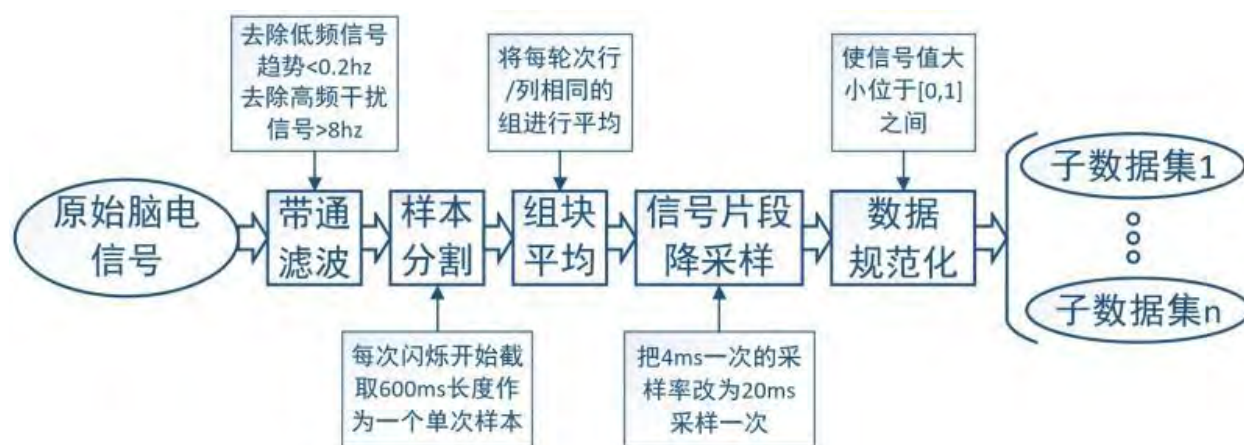 去除低频信号
趋势<0.2hz
去除高频干扰
信号>8hz
将每轮次行
/列相同的
组进行平均
使信号值大
小位于[0,1]
之间
原始脑电
信号
带通
滤波
样本
分割
组块
平均
信号片段
降采样
数据
规范化
子数据集1
子数据集n
每次闪烁开始截
取600ms长度作
为一个单次样本
把4ms一次的采
样率改为20ms
采样一次